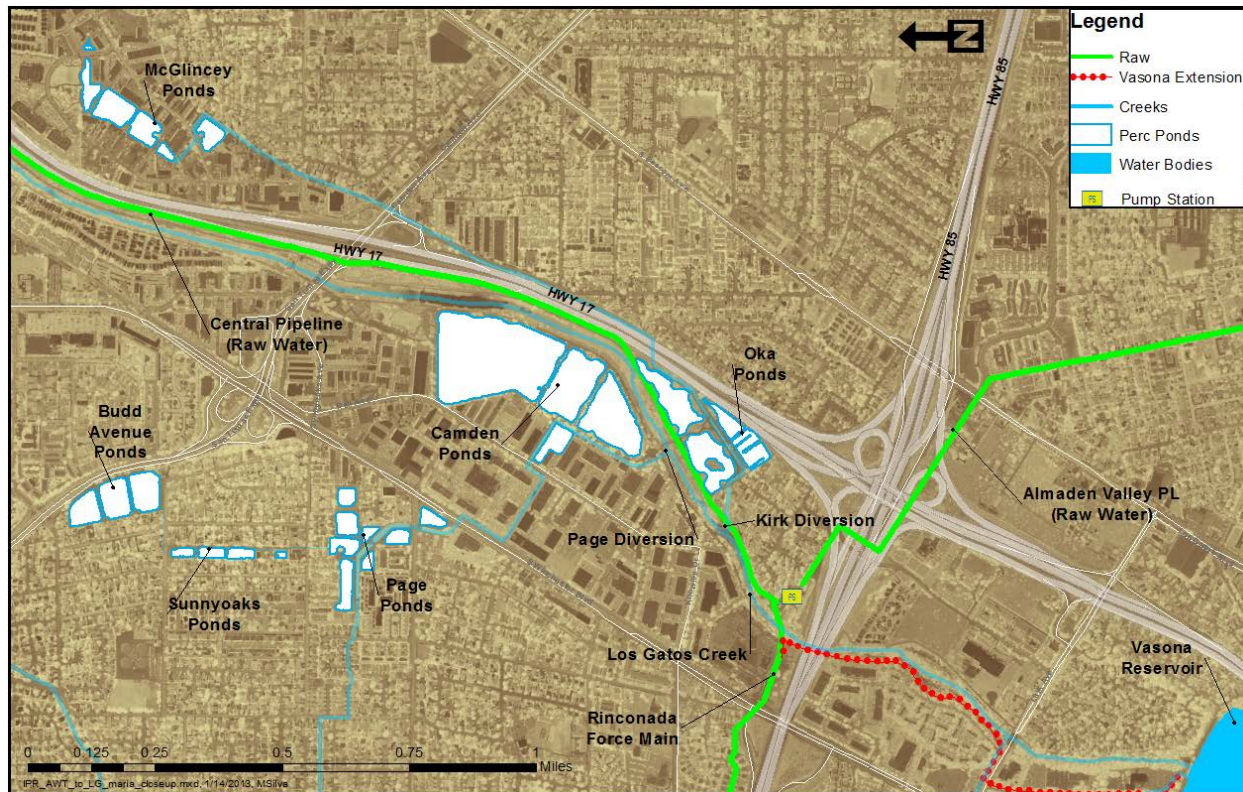 McGlincey
Ponds
N
HWY 85
Legend
Raw
Vasona Extension
Creeks
Perc Ponds
Water Bodies
PS
Pump Station
HWY 17
HWY 85
HWY 17
Central Pipeline
(Raw Water)
Oka
Ponds
Budd
Avenue
Ponds
Camden
Ponds
Almaden Valley PL
(Raw Water)
Kirk Diversion
Page Diversion
Page
Ponds
Sunnyoaks
Ponds
PS
Los Gatos Creek
Vasona
Reservoir
Rinconada
Force Main
0 0.125 0.25 0.5 0.75 1
Miles
IPR_AWT_to_LG_maria_closeup.mxd, 1/14/2013, MSilva